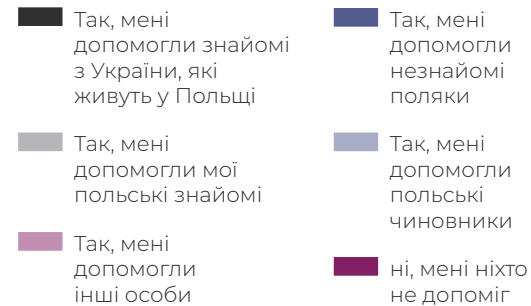 Так, мені
допомогли знайомі
з України, які
живуть у Польщі
Так, мені
допомогли мої
польські знайомі
Так, мені
допомогли
інші особи
Так, мені
допомогли
незнайомі
поляки
Так, мені
допомогли
польські
чиновники
ні, мені ніхто
не допоміг